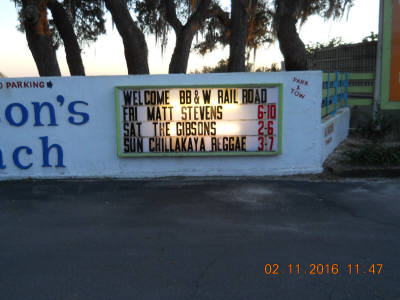 O PARKING
on's
ach
WELCOME BB&W RAIL ROAD
FRI MATT STEVENS 6-10
SAT THE GIBSONS 2-6
SUN CHILLAKAYA REGGAE 3-7
PARK
&
TOW
02 11 2016 11:47